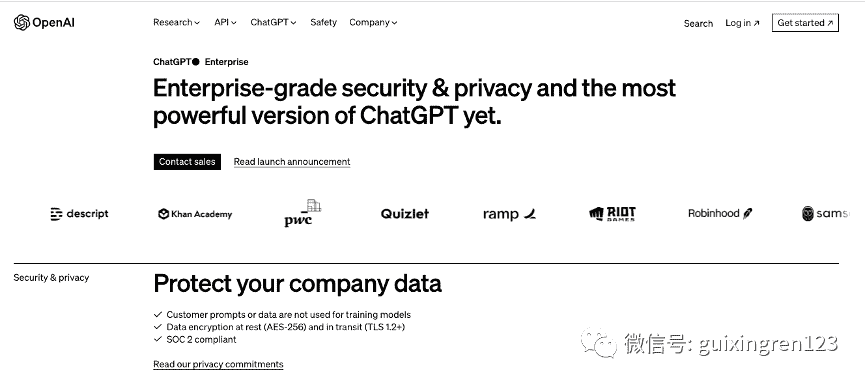 OpenAI
Research API ChatGPT Safety Company
Search Log in ↗ Get started ↗
ChatGPT Enterprise
Enterprise-grade security & privacy and the most
powerful version of ChatGPT yet.
Contact sales Read launch announcement
descript Khan Academy pwc Quizlet ramp RIOT GAMES Robinhood sams
Security & privacy
Protect your company data
✓ Customer prompts or data are not used for training models
✓ Data encryption at rest (AES-256) and in transit (TLS 1.2+)
✓ SOC 2 compliant
Read our privacy commitments
微信号: guixingren123